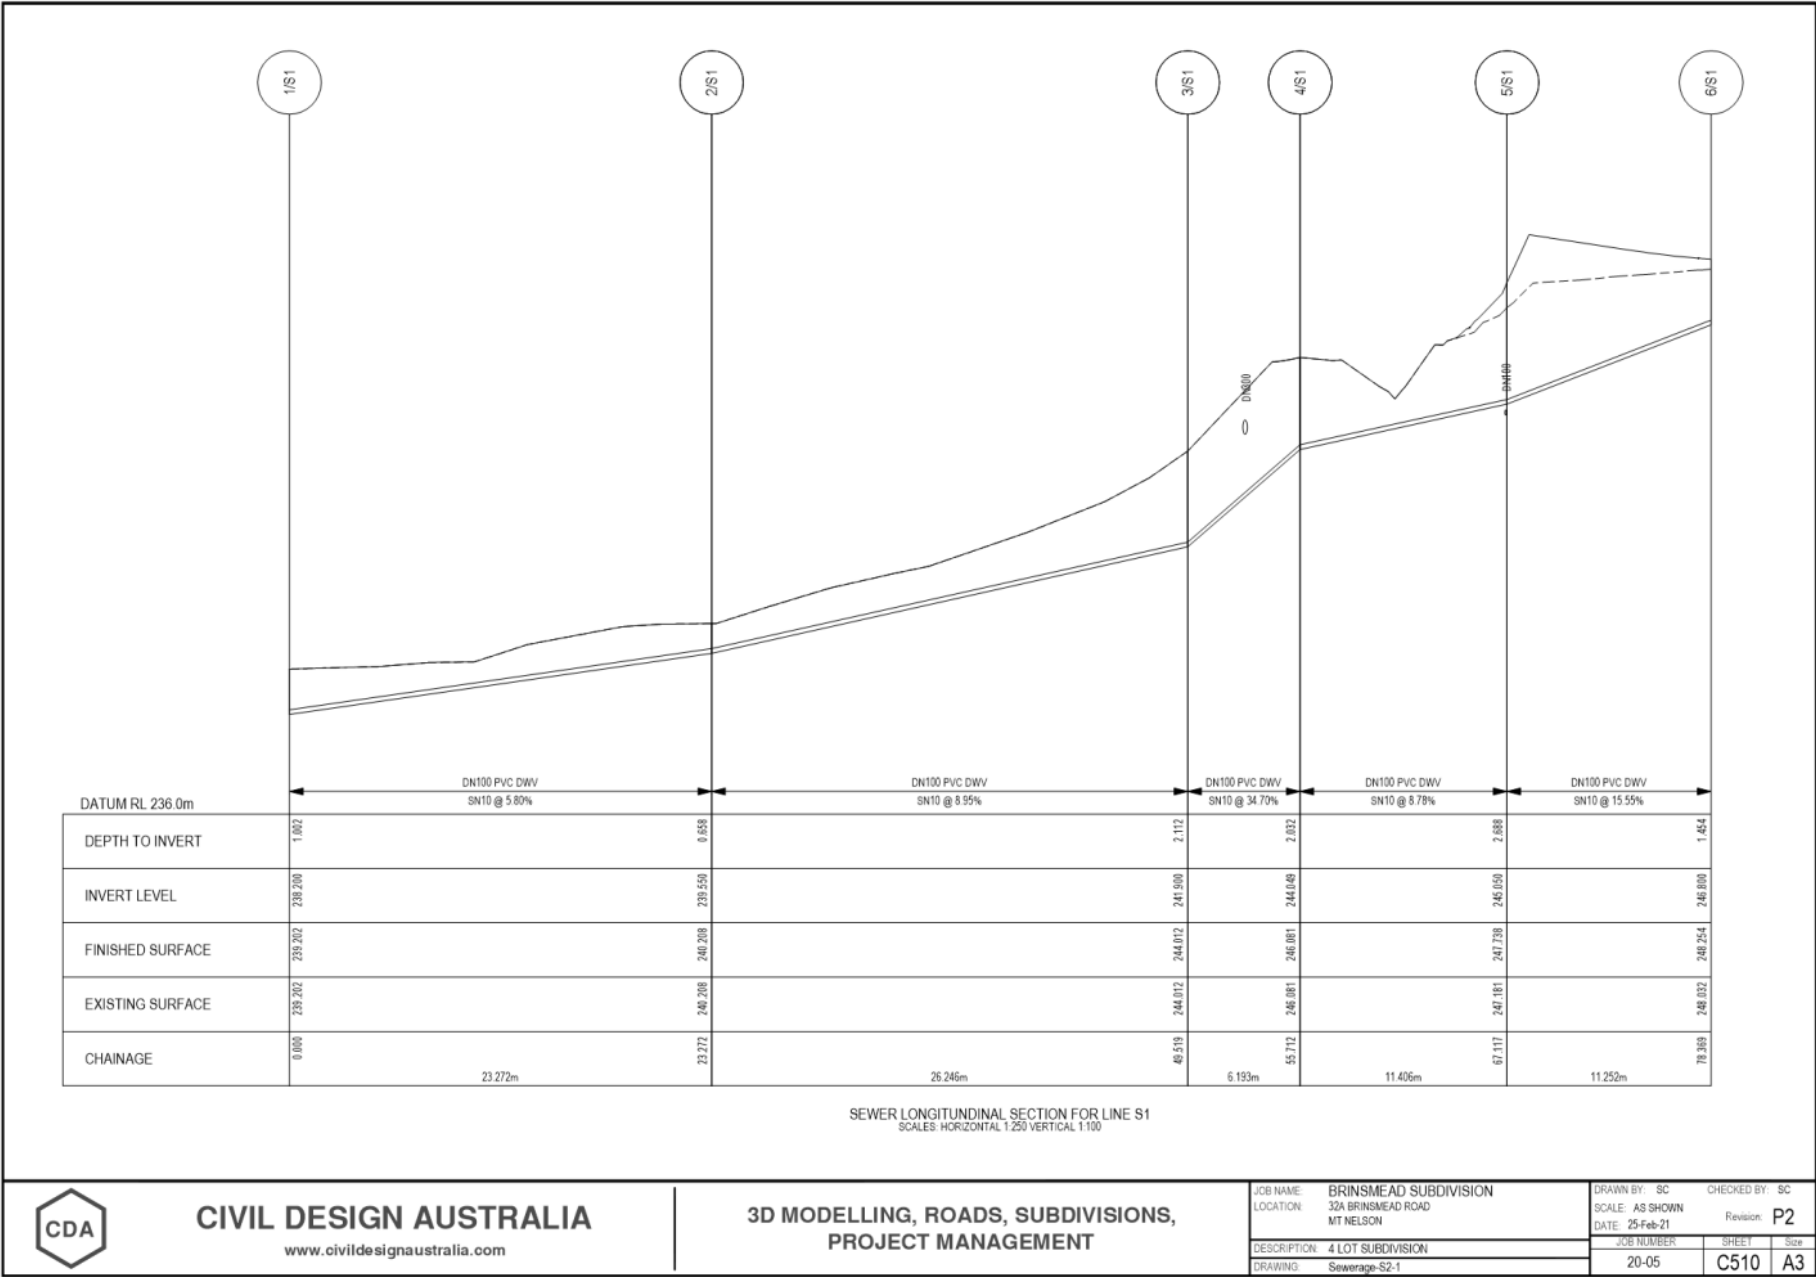 1/S1
2/S1
3/S1
4/S1
5/S1
6/S1
DN300
DN100
DN100 PVC DWV
SN10 @ 5.80%
DN100 PVC DWV
SN10 @ 8.95%
DN100 PVC DWV
SN10 @ 34.70%
DN100 PVC DWV
SN10 @ 8.78%
DN100 PVC DWV
SN10 @ 15.55%
DATUM RL 236.0m
DEPTH TO INVERT 1.002 0.658 2.112 2.032 2.688 1.454
INVERT LEVEL 238.200 239.550 241.900 244.049 245.050 246.800
FINISHED SURFACE 239.202 240.208 244.012 246.081 247.738 248.254
EXISTING SURFACE 239.202 240.208 244.012 246.081 247.181 248.032
CHAINAGE 0.000 23.272 49.519 55.712 67.117 78.369
23.272m 26.246m 6.193m 11.406m 11.252m
SEWER LONGITUNDINAL SECTION FOR LINE S1
SCALES: HORIZONTAL 1:250 VERTICAL 1:100
CDA
CIVIL DESIGN AUSTRALIA
www.civildesignaustralia.com
3D MODELLING, ROADS, SUBDIVISIONS,
PROJECT MANAGEMENT
JOB NAME: BRINSMEAD SUBDIVISION
LOCATION: 32A BRINSMEAD ROAD
MT NELSON
DESCRIPTION: 4 LOT SUBDIVISION
DRAWING: Sewerage-S2-1
DRAWN BY: SC CHECKED BY: SC
SCALE: AS SHOWN
Revision: P2
DATE: 25-Feb-21
JOB NUMBER SHEET Size
20-05 C510 A3